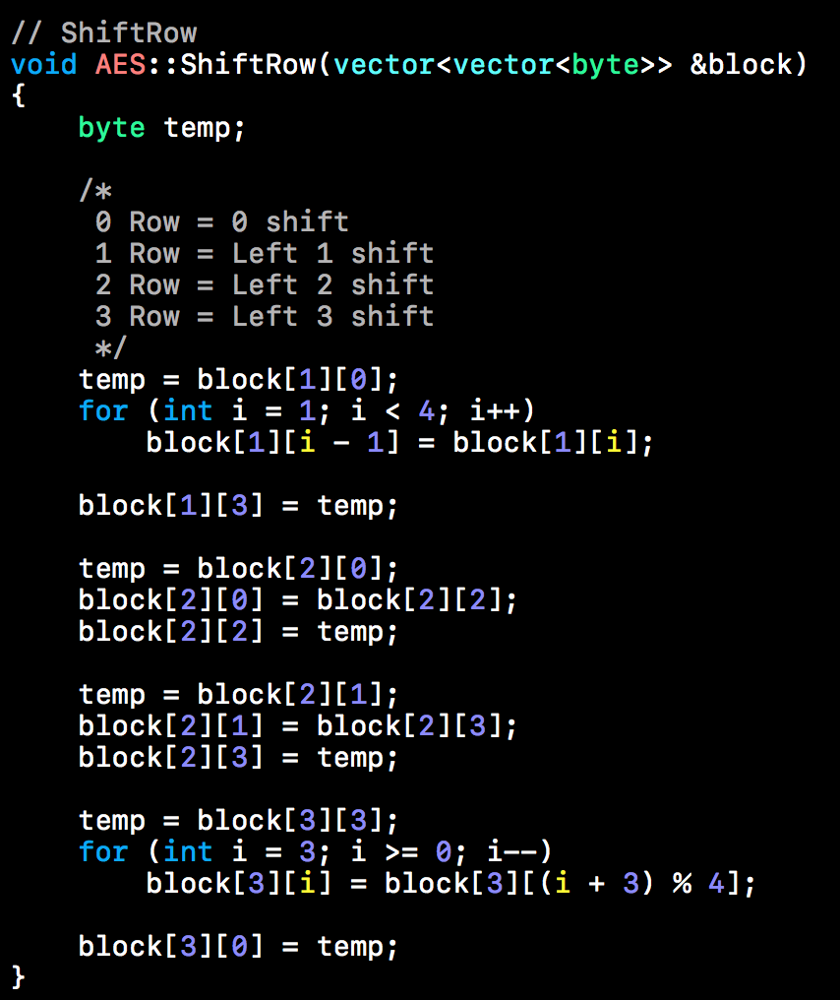 // ShiftRow
void AES::ShiftRow(vector<vector<byte>> &block)
{
    byte temp;

    /*
     0 Row = 0 shift
     1 Row = Left 1 shift
     2 Row = Left 2 shift
     3 Row = Left 3 shift
     */
    temp = block[1][0];
    for (int i = 1; i < 4; i++)
        block[1][i - 1] = block[1][i];

    block[1][3] = temp;

    temp = block[2][0];
    block[2][0] = block[2][2];
    block[2][2] = temp;

    temp = block[2][1];
    block[2][1] = block[2][3];
    block[2][3] = temp;

    temp = block[3][3];
    for (int i = 3; i >= 0; i--)
        block[3][i] = block[3][(i + 3) % 4];

    block[3][0] = temp;
}